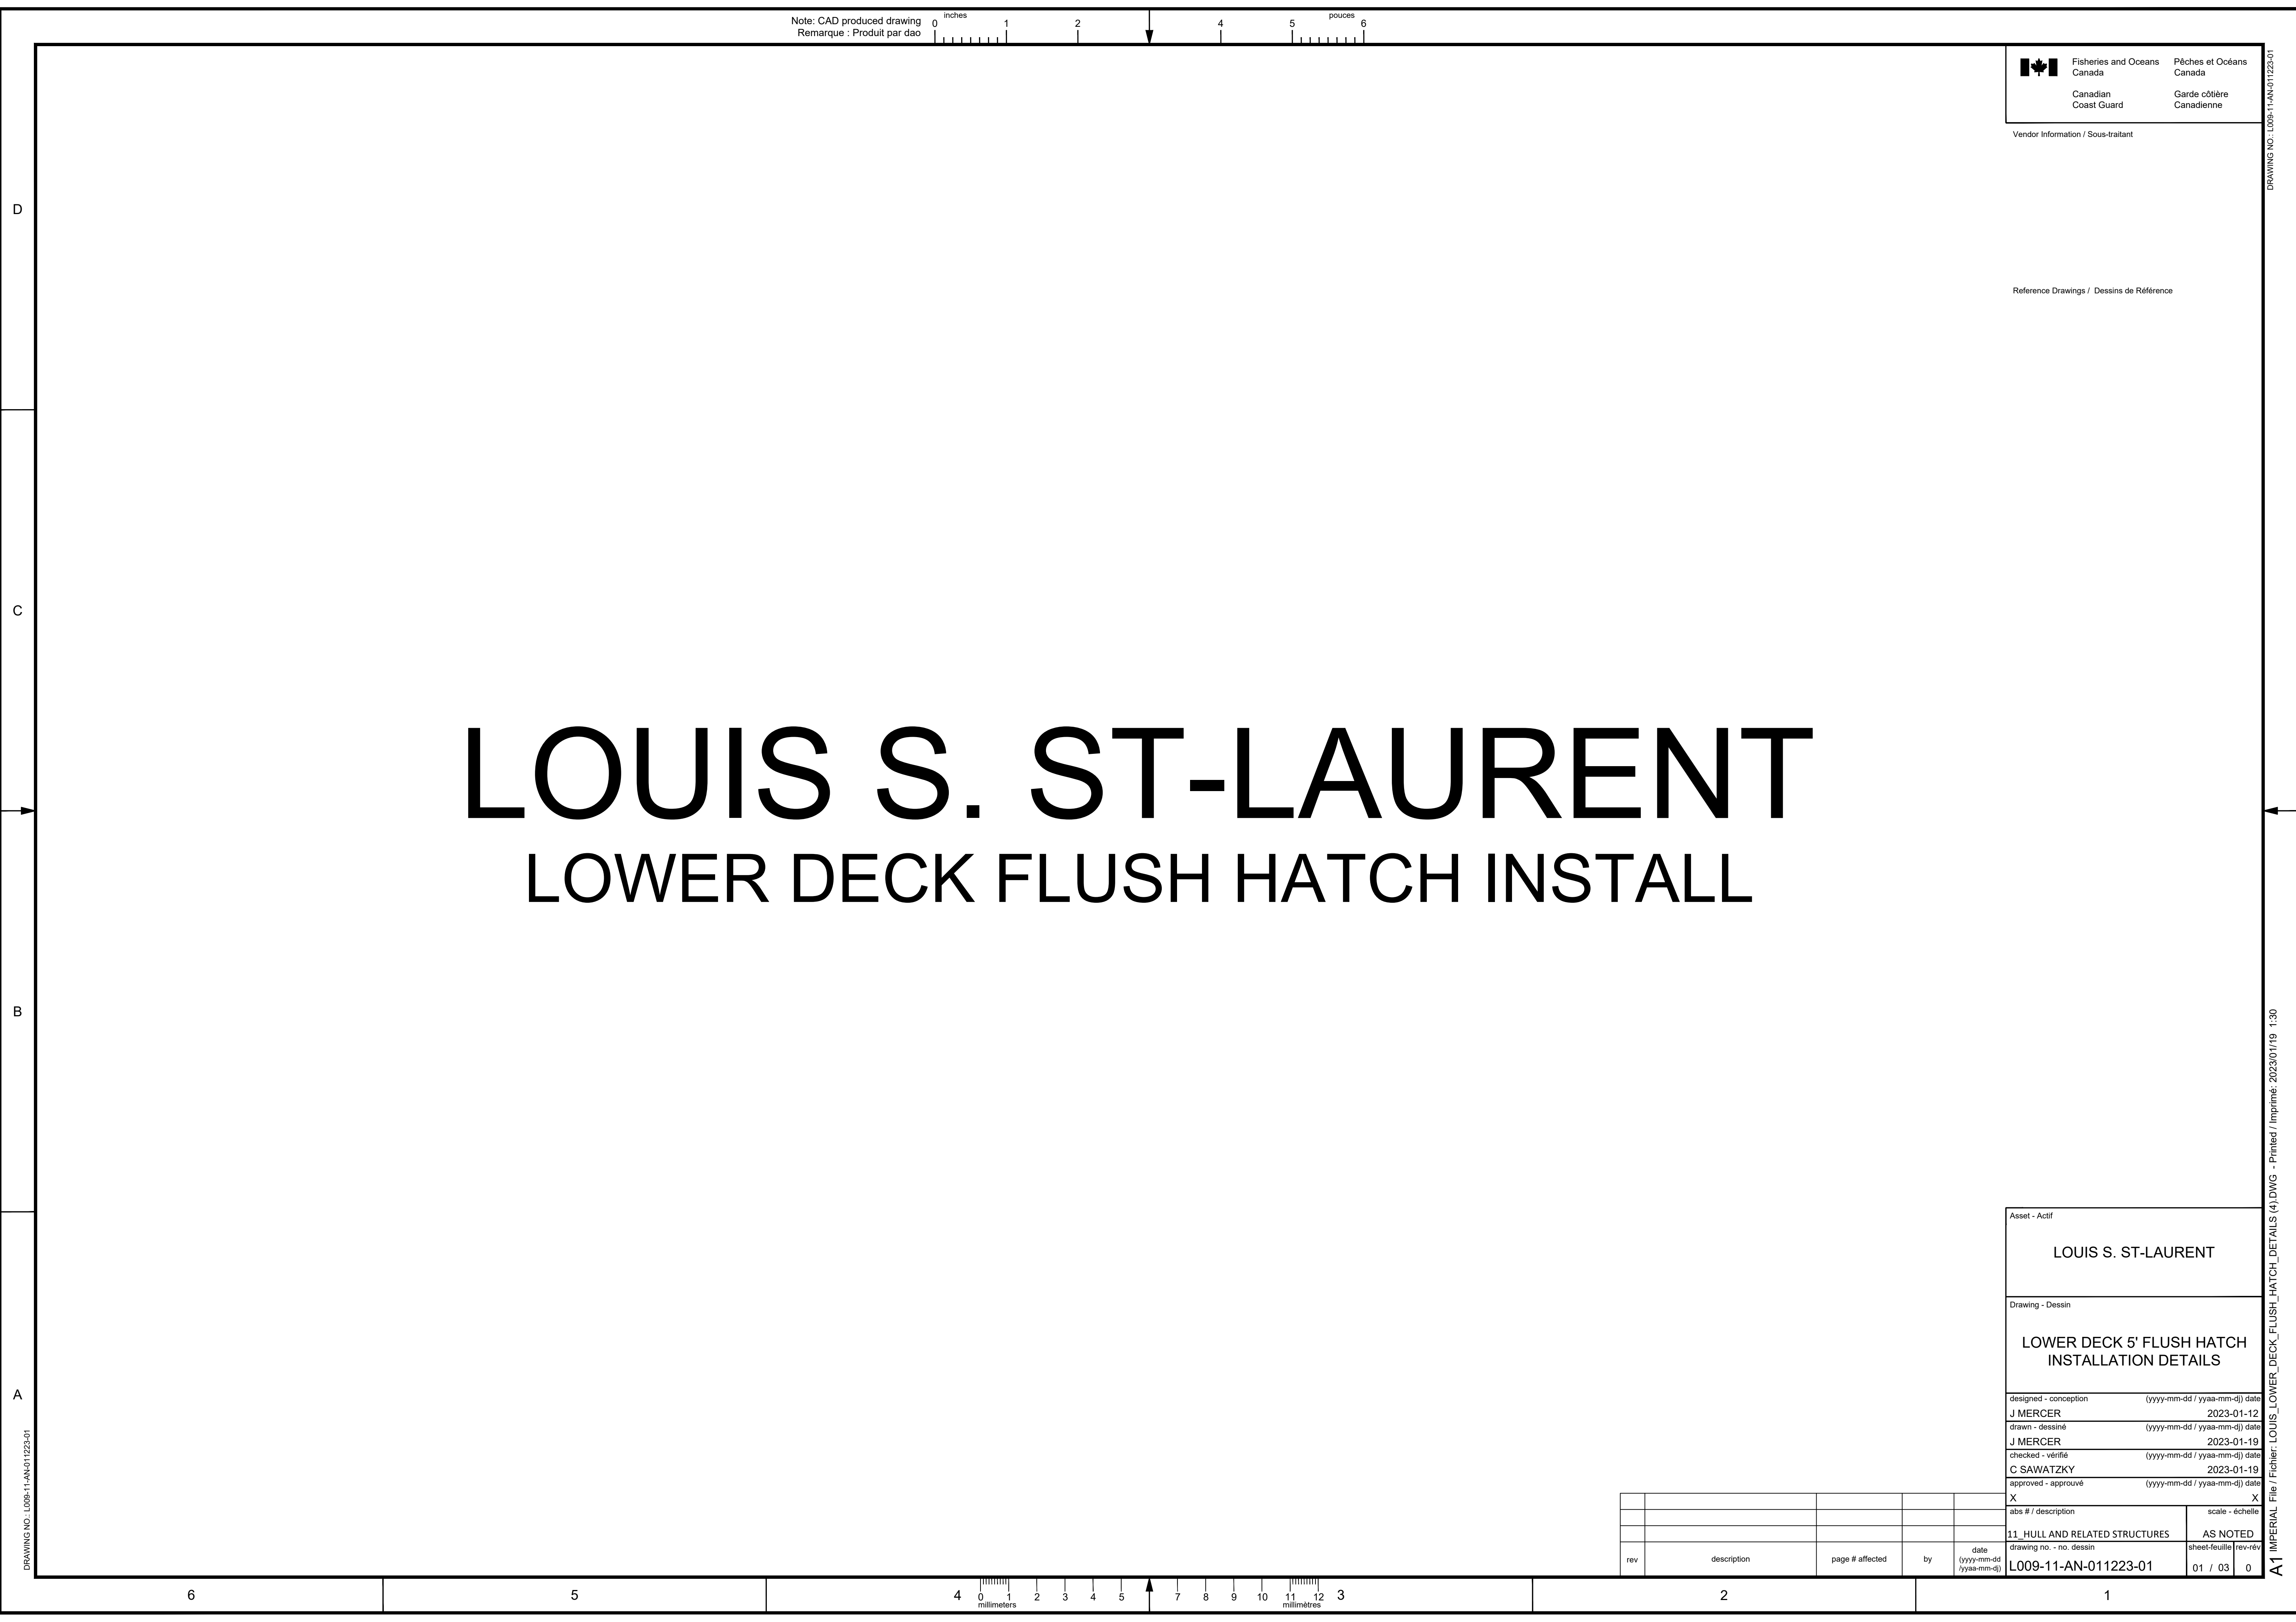 Note: CAD produced drawing
Remarque : Produit par dao
inches
pouces
0 1 2 4 5 6
Fisheries and Oceans Canada
Pêches et Océans Canada
Canadian Coast Guard
Garde côtière Canadienne
DRAWING NO.: L009-11-AN-011223-01
Vendor Information / Sous-traitant
Reference Drawings / Dessins de Référence
D
C
B
A
LOUIS S. ST-LAURENT
LOWER DECK FLUSH HATCH INSTALL
Asset - Actif
LOUIS S. ST-LAURENT
Drawing - Dessin
LOWER DECK 5' FLUSH HATCH
INSTALLATION DETAILS
designed - conception (yyyy-mm-dd / yyaa-mm-dj) date
J MERCER 2023-01-12
drawn - dessiné (yyyy-mm-dd / yyaa-mm-dj) date
J MERCER 2023-01-19
checked - vérifié (yyyy-mm-dd / yyaa-mm-dj) date
C SAWATZKY 2023-01-19
approved - approuvé (yyyy-mm-dd / yyaa-mm-dj) date
X X
abs # / description scale - échelle
11_HULL AND RELATED STRUCTURES AS NOTED
drawing no. - no. dessin sheet-feuille rev-rév
L009-11-AN-011223-01 01 / 03 0
rev description page # affected by date
(yyyy-mm-dd
/yyaa-mm-dj)
A1 IMPERIAL File / Fichier: LOUIS_LOWER_DECK_FLUSH_HATCH_DETAILS (4).DWG - Printed / Imprimé: 2023/01/19 1:30
DRAWING NO.: L009-11-AN-011223-01
6 5 4 3 2 1
0 1 2 3 4 5 7 8 9 10 11 12
millimeters
millimètres